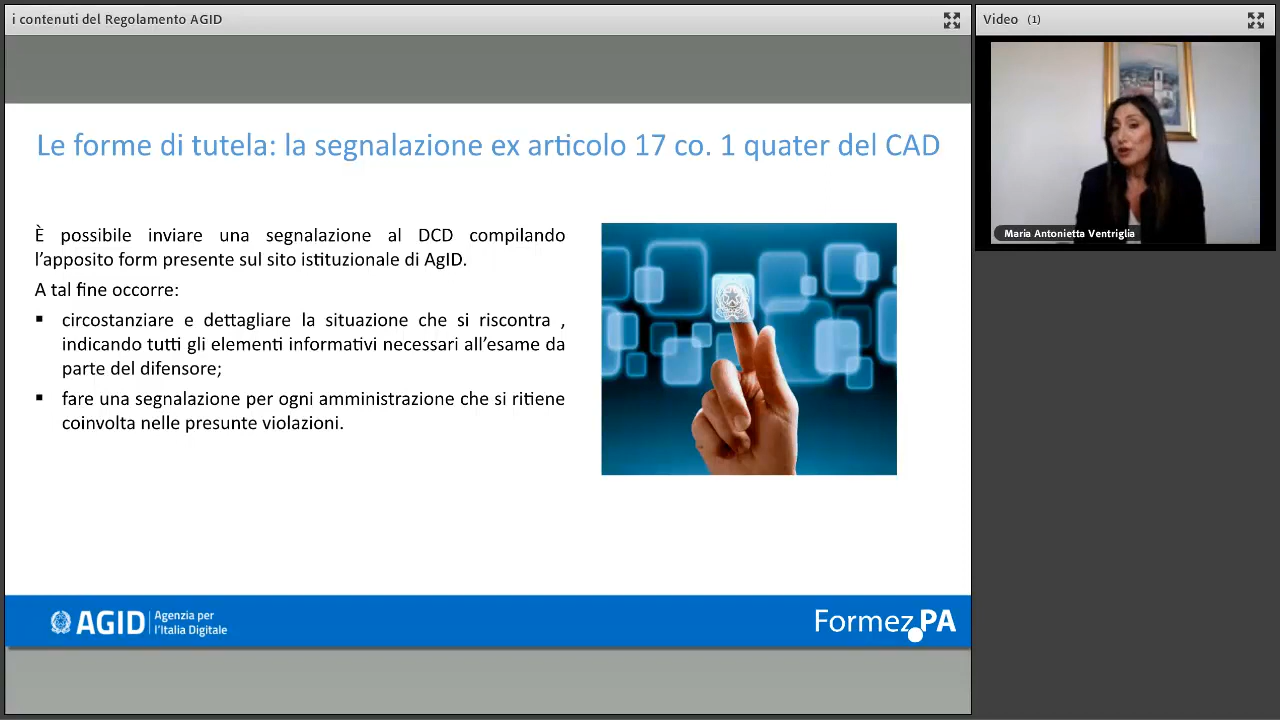 i contenuti del Regolamento AGID
Video (1)
Maria Antonietta Ventriglia
Le forme di tutela: la segnalazione ex articolo 17 co. 1 quater del CAD
È possibile inviare una segnalazione al DCD compilando
l’apposito form presente sul sito istituzionale di AgID.
A tal fine occorre:
▪ circostanziare e dettagliare la situazione che si riscontra ,
indicando tutti gli elementi informativi necessari all’esame da
parte del difensore;
▪ fare una segnalazione per ogni amministrazione che si ritiene
coinvolta nelle presunte violazioni.
AGID Agenzia per
l’Italia Digitale
Formez.PA